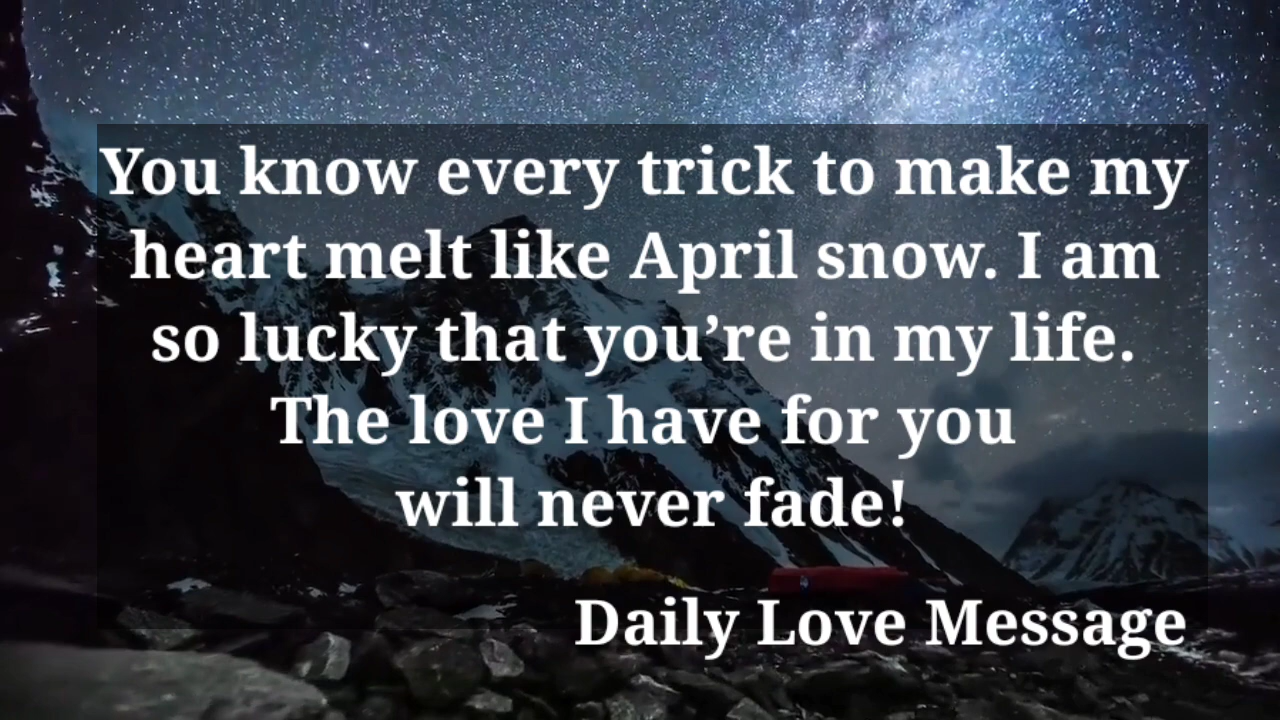 You know every trick to make my
heart melt like April snow. I am
so lucky that you’re in my life.
The love I have for you
will never fade!
Daily Love Message